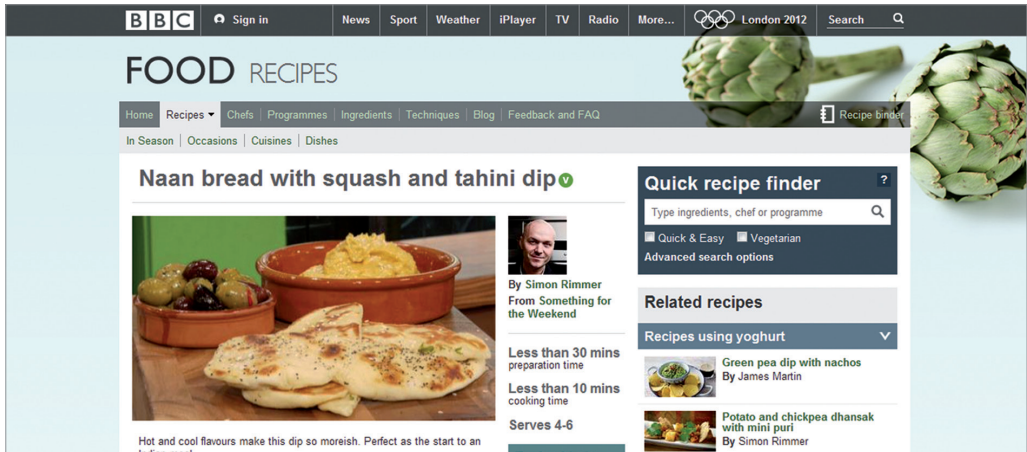 BBC Sign in News Sport Weather iPlayer TV Radio More... London 2012 Search
FOOD RECIPES
Home Recipes Chefs Programmes Ingredients Techniques Blog Feedback and FAQ Recipe binder
In Season Occasions Cuisines Dishes
Naan bread with squash and tahini dip V
By Simon Rimmer
From Something for
the Weekend
Less than 30 mins
preparation time
Less than 10 mins
cooking time
Serves 4-6
Hot and cool flavours make this dip so moreish. Perfect as the start to an
Quick recipe finder ?
Type ingredients, chef or programme
Quick & Easy Vegetarian
Advanced search options
Related recipes
Recipes using yoghurt
Green pea dip with nachos
By James Martin
Potato and chickpea dhansak
with mini puri
By Simon Rimmer